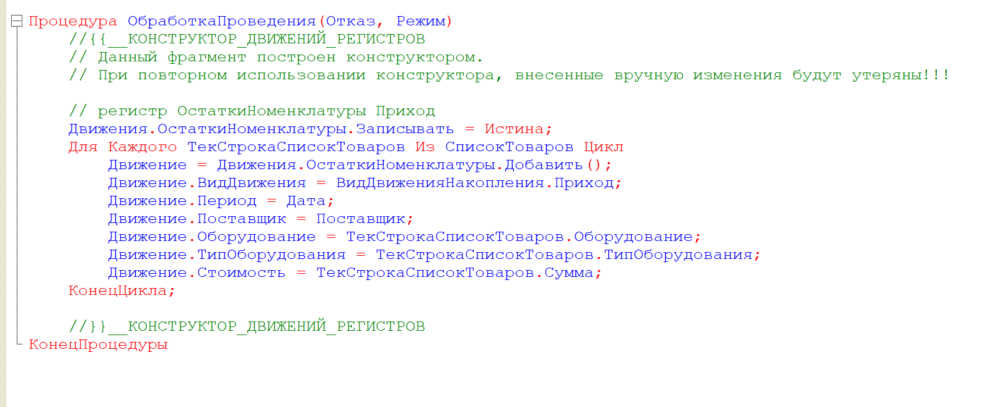 Процедура ОбработкаПроведения(Отказ, Режим)
//{{__КОНСТРУКТОР_ДВИЖЕНИЙ_РЕГИСТРОВ
// Данный фрагмент построен конструктором.
// При повторном использовании конструктора, внесенные вручную изменения будут утеряны!!!
// регистр ОстаткиНоменклатуры Приход
Движения.ОстаткиНоменклатуры.Записывать = Истина;
Для Каждого ТекСтрокаСписокТоваров Из СписокТоваров Цикл
Движение = Движения.ОстаткиНоменклатуры.Добавить();
Движение.ВидДвижения = ВидДвиженияНакопления.Приход;
Движение.Период = Дата;
Движение.Поставщик = Поставщик;
Движение.Оборудование = ТекСтрокаСписокТоваров.Оборудование;
Движение.ТипОборудования = ТекСтрокаСписокТоваров.ТипОборудования;
Движение.Стоимость = ТекСтрокаСписокТоваров.Сумма;
КонецЦикла;
//}}__КОНСТРУКТОР_ДВИЖЕНИЙ_РЕГИСТРОВ
КонецПроцедуры